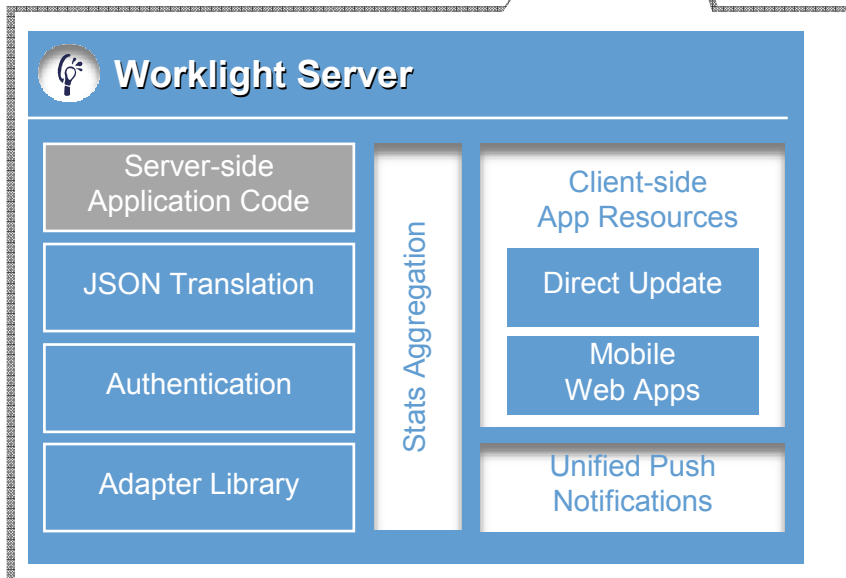 Worklight Server
Server-side
Application Code
JSON Translation
Authentication
Adapter Library
Stats Aggregation
Client-side
App Resources
Direct Update
Mobile
Web Apps
Unified Push
Notifications